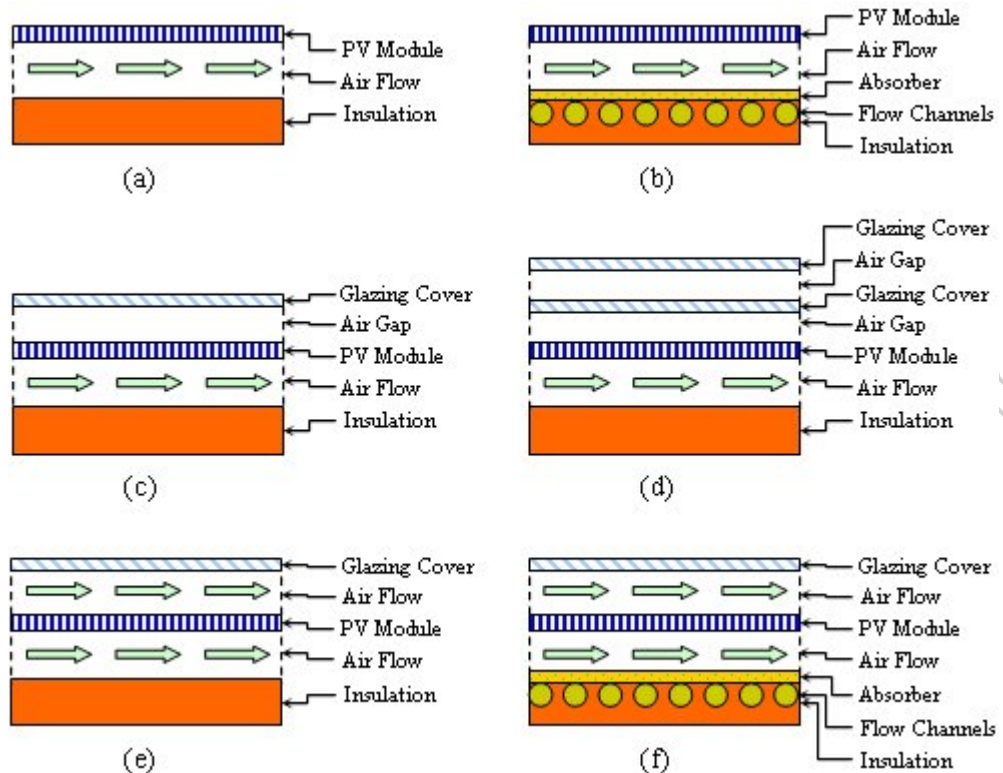 PV Module
Air Flow
Insulation
(a)
PV Module
Air Flow
Absorber
Flow Channels
Insulation
(b)
Glazing Cover
Air Gap
PV Module
Air Flow
Insulation
(c)
Glazing Cover
Air Gap
Glazing Cover
Air Gap
PV Module
Air Flow
Insulation
(d)
Glazing Cover
Air Flow
PV Module
Air Flow
Insulation
(e)
Glazing Cover
Air Flow
PV Module
Air Flow
Absorber
Flow Channels
Insulation
(f)